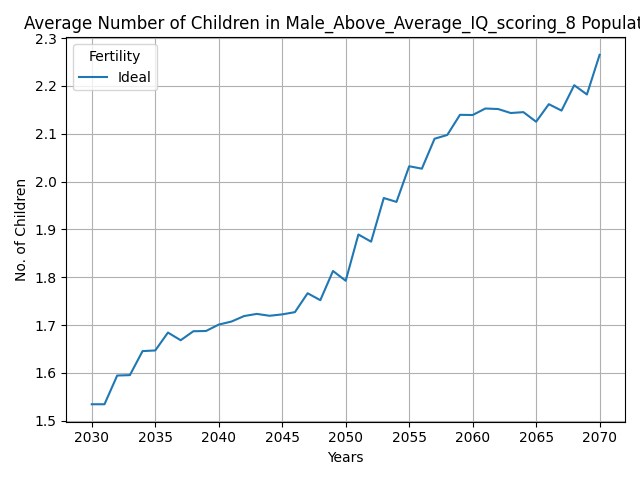 Average Number of Children in Male_Above_Average_IQ_scoring_8 Populat
2.3
2.2
2.1
2.0
1.9
1.8
1.7
1.6
1.5
No. of Children
Fertility
Ideal
2030 2035 2040 2045 2050 2055 2060 2065 2070
Years